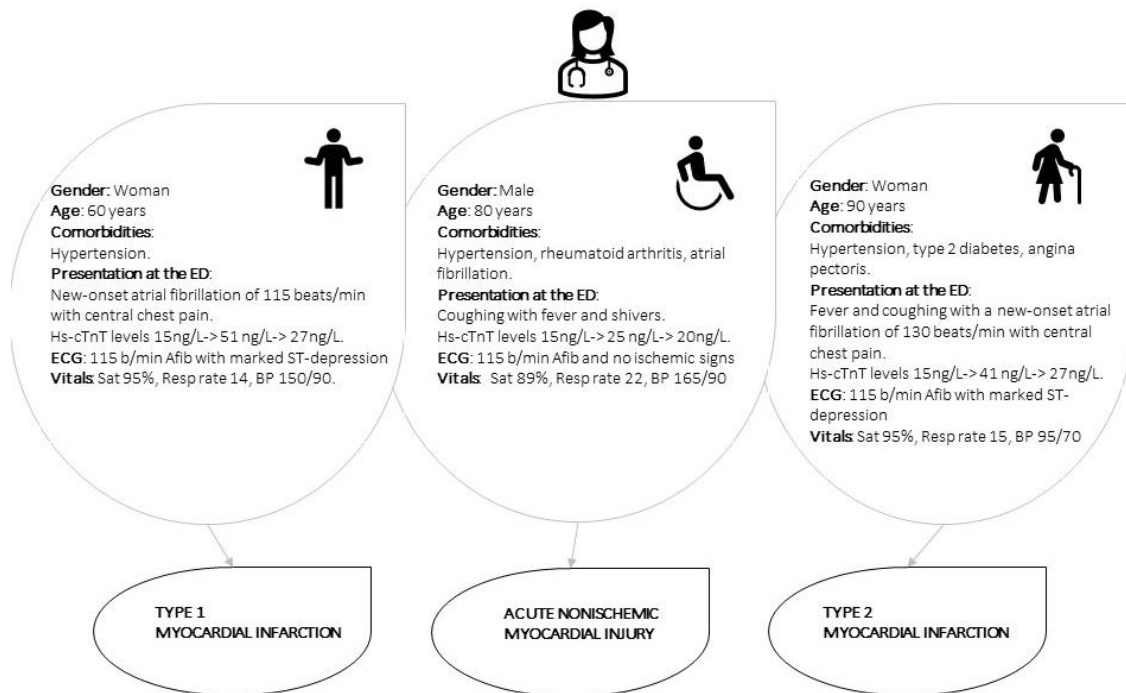 Gender: Woman
Age: 60 years
Comorbidities:
Hypertension.
Presentation at the ED:
New-onset atrial fibrillation of 115 beats/min
with central chest pain.
Hs-cTnT levels 15ng/L-> 51 ng/L-> 27ng/L.
ECG: 115 b/min Afib with marked ST-depression
Vitals: Sat 95%, Resp rate 14, BP 150/90.
Gender: Male
Age: 80 years
Comorbidities:
Hypertension, rheumatoid arthritis, atrial
fibrillation.
Presentation at the ED:
Coughing with fever and shivers.
Hs-cTnT levels 15ng/L-> 25 ng/L-> 20ng/L.
ECG: 115 b/min Afib and no ischemic signs
Vitals: Sat 89%, Resp rate 22, BP 165/90
Gender: Woman
Age: 90 years
Comorbidities:
Hypertension, type 2 diabetes, angina
pectoris.
Presentation at the ED:
Fever and coughing with a new-onset atrial
fibrillation of 130 beats/min with central
chest pain.
Hs-cTnT levels 15ng/L-> 41 ng/L-> 27ng/L.
ECG: 115 b/min Afib with marked ST-
depression
Vitals: Sat 95%, Resp rate 15, BP 95/70
TYPE 1
MYOCARDIAL INFARCTION
ACUTE NONISCHEMIC
MYOCARDIAL INJURY
TYPE 2
MYOCARDIAL INFARCTION